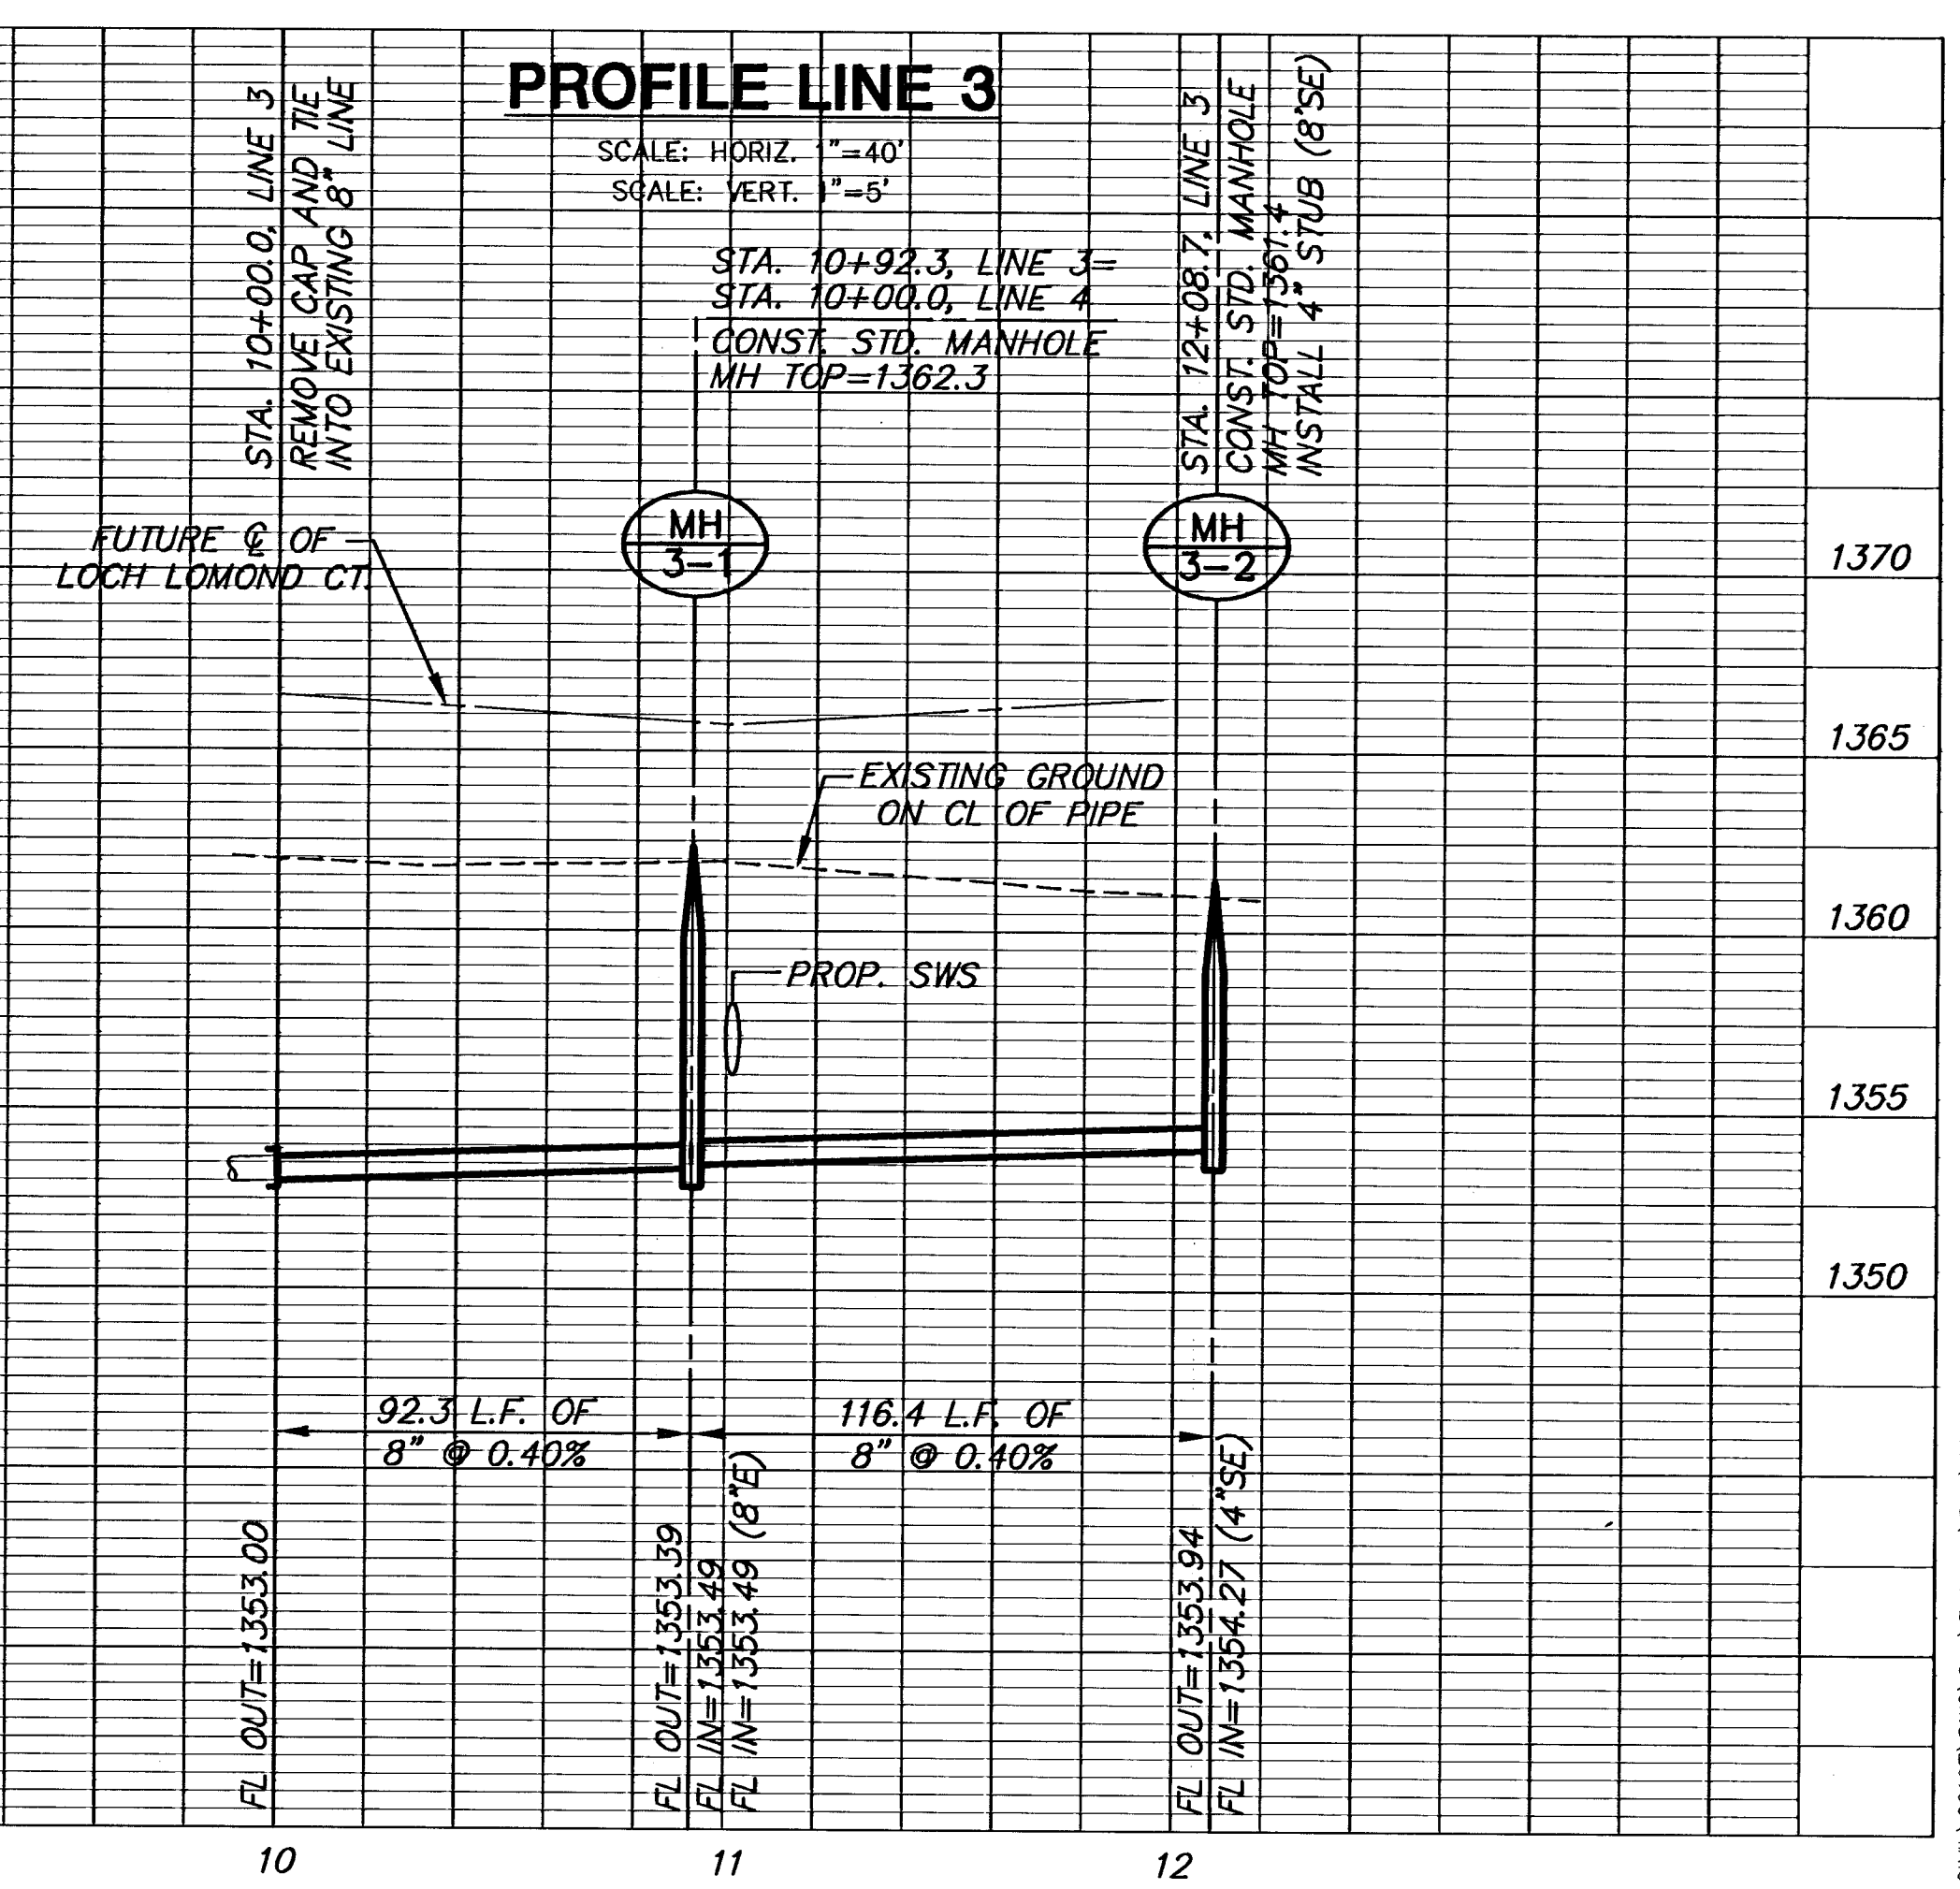 PROFILE LINE 3
SCALE: HORIZ. 1"=40'
SCALE: VERT. 1"=5'
STA. 10+00.0, LINE 3
REMOVE CAP AND TIE
INTO EXISTING 8" LINE
STA. 10+92.3, LINE 3=
STA. 10+00.0, LINE 4
CONST. STD. MANHOLE
MH TOP=1362.3
STA. 12+08.7, LINE 3
CONST. STD. MANHOLE
MH TOP=1361.4
INSTALL 4" STUB (8'SE)
MH
3-1
MH
3-2
FUTURE ℄ OF
LOCH LOMOND CT.
EXISTING GROUND
ON CL OF PIPE
PROP. SWS
1370
1365
1360
1355
1350
92.3 L.F. OF
8" @ 0.40%
116.4 L.F. OF
8" @ 0.40%
FL OUT=1353.00
FL OUT=1353.39
FL IN=1353.49
FL IN=1353.49 (8"E)
FL OUT=1353.94
FL IN=1354.27 (4"SE)
10
11
12